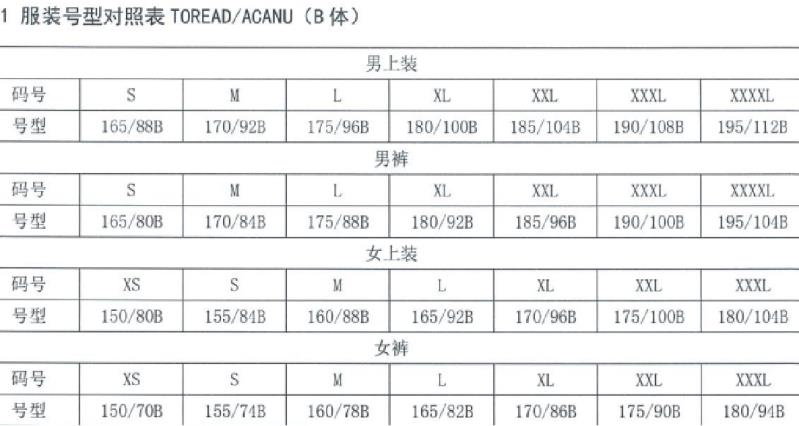 1 服装号型对照表 TOREAD/ACANU（B 体）
男上装
码号 S M L XL XXL XXXL XXXXL
号型 165/88B 170/92B 175/96B 180/100B 185/104B 190/108B 195/112B
男裤
码号 S M L XL XXL XXXL XXXXL
号型 165/80B 170/84B 175/88B 180/92B 185/96B 190/100B 195/104B
女上装
码号 XS S M L XL XXL XXXL
号型 150/80B 155/84B 160/88B 165/92B 170/96B 175/100B 180/104B
女裤
码号 XS S M L XL XXL XXXL
号型 150/70B 155/74B 160/78B 165/82B 170/86B 175/90B 180/94B